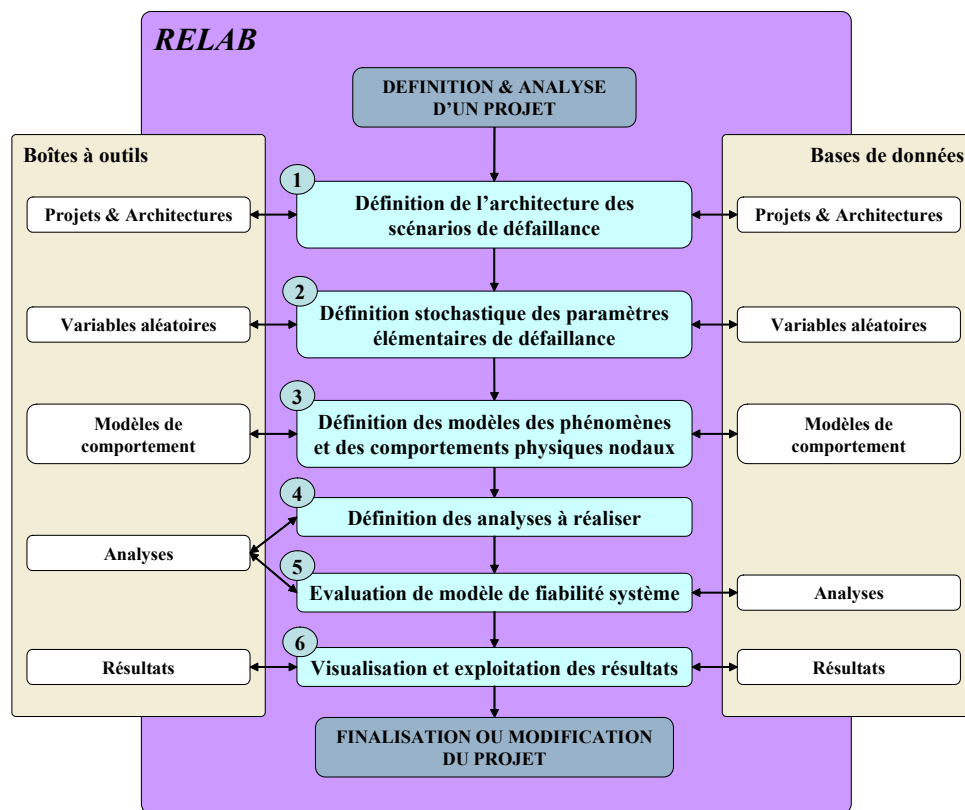 RELAB
DEFINITION & ANALYSE
D'UN PROJET
Boîtes à outils
Bases de données
1
Projets & Architectures
Définition de l'architecture des
scénarios de défaillance
Projets & Architectures
2
Variables aléatoires
Définition stochastique des paramètres
élémentaires de défaillance
Variables aléatoires
3
Modèles de
comportement
Définition des modèles des phénomènes
et des comportements physiques nodaux
Modèles de
comportement
4
Définition des analyses à réaliser
Analyses
5
Evaluation de modèle de fiabilité système
Analyses
6
Résultats
Visualisation et exploitation des résultats
Résultats
FINALISATION OU MODIFICATION
DU PROJET